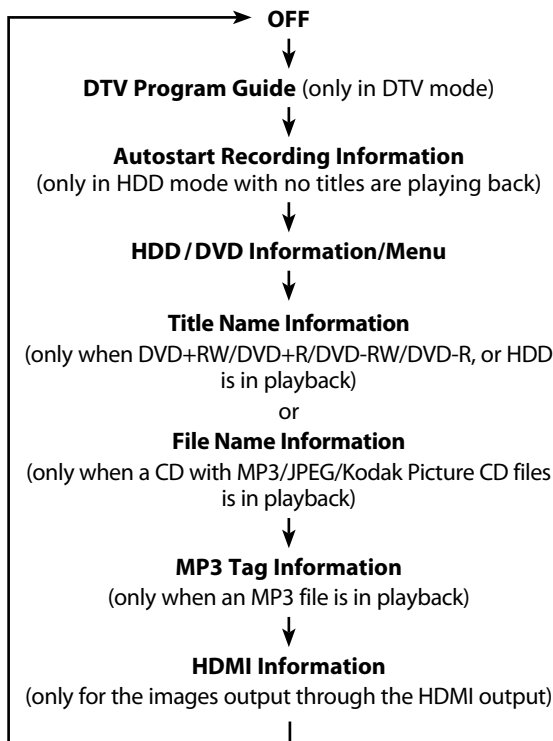 OFF
DTV Program Guide (only in DTV mode)
Autostart Recording Information
(only in HDD mode with no titles are playing back)
HDD / DVD Information/Menu
Title Name Information
(only when DVD+RW/DVD+R/DVD-RW/DVD-R, or HDD
is in playback)
or
File Name Information
(only when a CD with MP3/JPEG/Kodak Picture CD files
is in playback)
MP3 Tag Information
(only when an MP3 file is in playback)
HDMI Information
(only for the images output through the HDMI output)